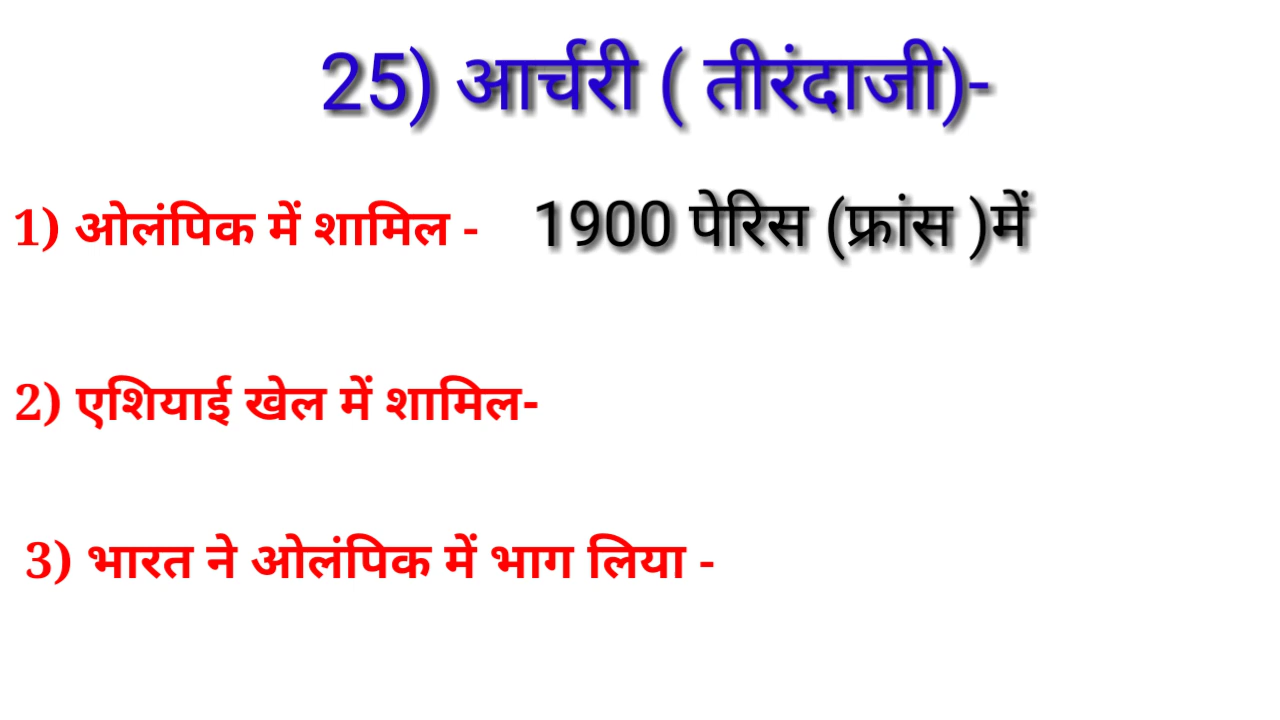 25) आर्चरी ( तीरंदाजी)-
1) ओलंपिक में शामिल - 1900 पेरिस (फ्रांस )में
2) एशियाई खेल में शामिल-
3) भारत ने ओलंपिक में भाग लिया -